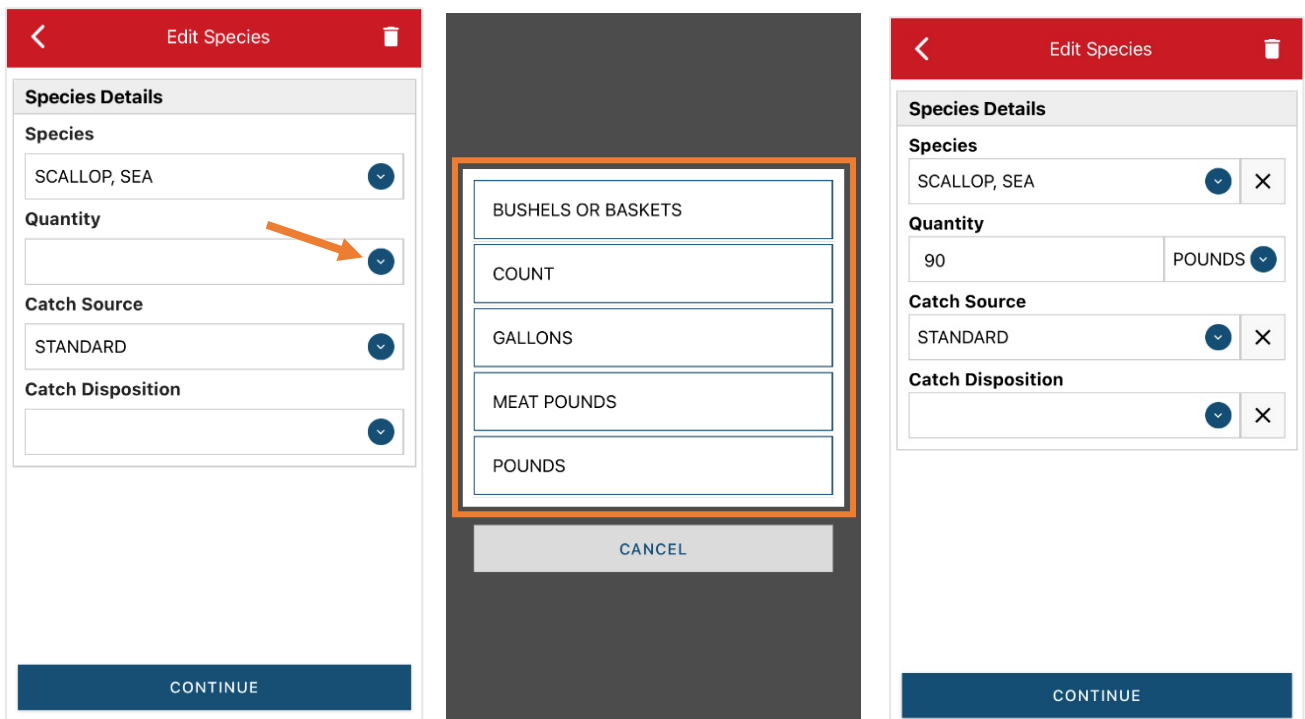 Edit Species
Species Details
Species
SCALLOP, SEA
Quantity
Catch Source
STANDARD
Catch Disposition
CONTINUE
BUSHELS OR BASKETS
COUNT
GALLONS
MEAT POUNDS
POUNDS
CANCEL
Edit Species
Species Details
Species
SCALLOP, SEA
Quantity
90 POUNDS
Catch Source
STANDARD
Catch Disposition
CONTINUE